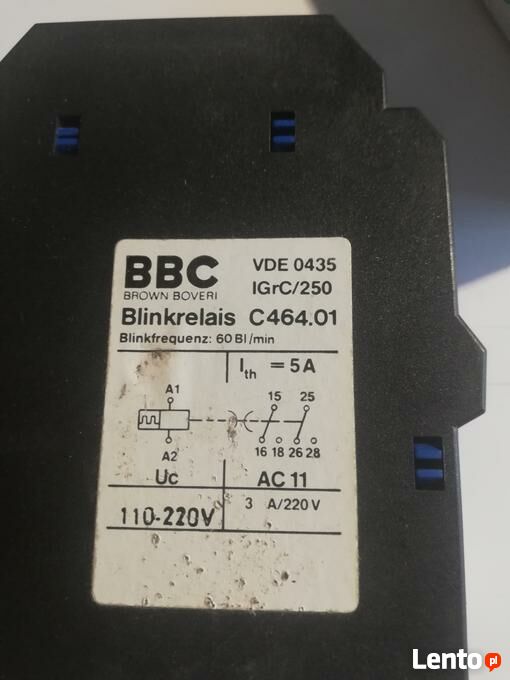 BBC
BROWN BOVERI
VDE 0435
IGrC/250
Blinkrelais C464.01
Blinkfrequenz: 60 Bl/min
Ith = 5 A
A1
15 25
A2
16 18 26 28
Uc
AC 11
110-220V
3 A/220 V
Lento.pl